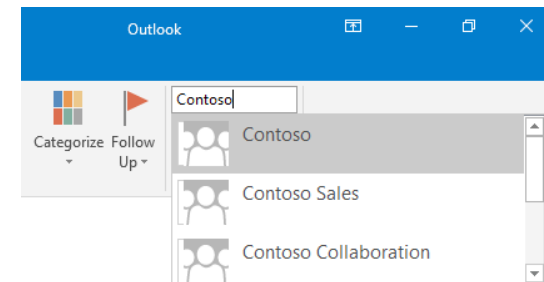 Outlook
Contoso
Categorize Follow
Up
Contoso
Contoso Sales
Contoso Collaboration